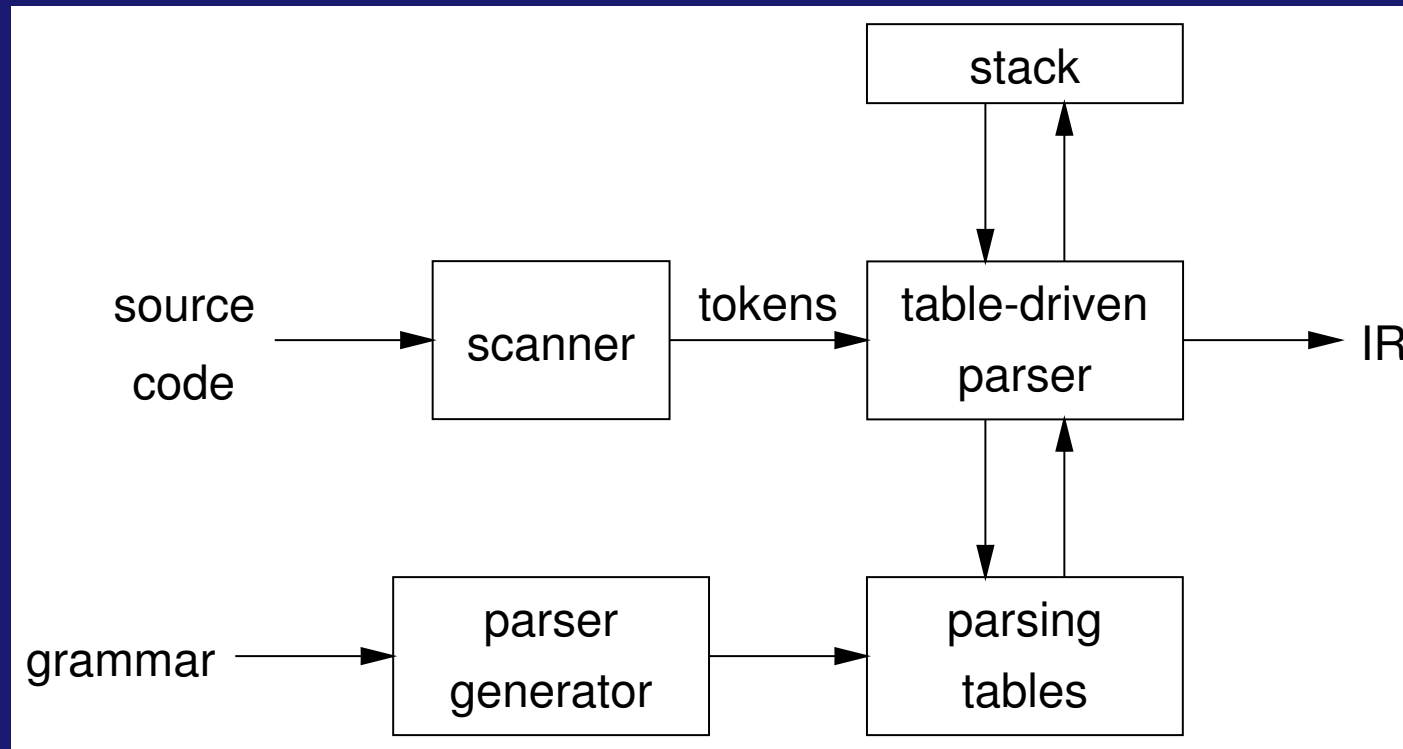 stack
source
code
scanner
tokens
table-driven
parser
IR
grammar
parser
generator
parsing
tables